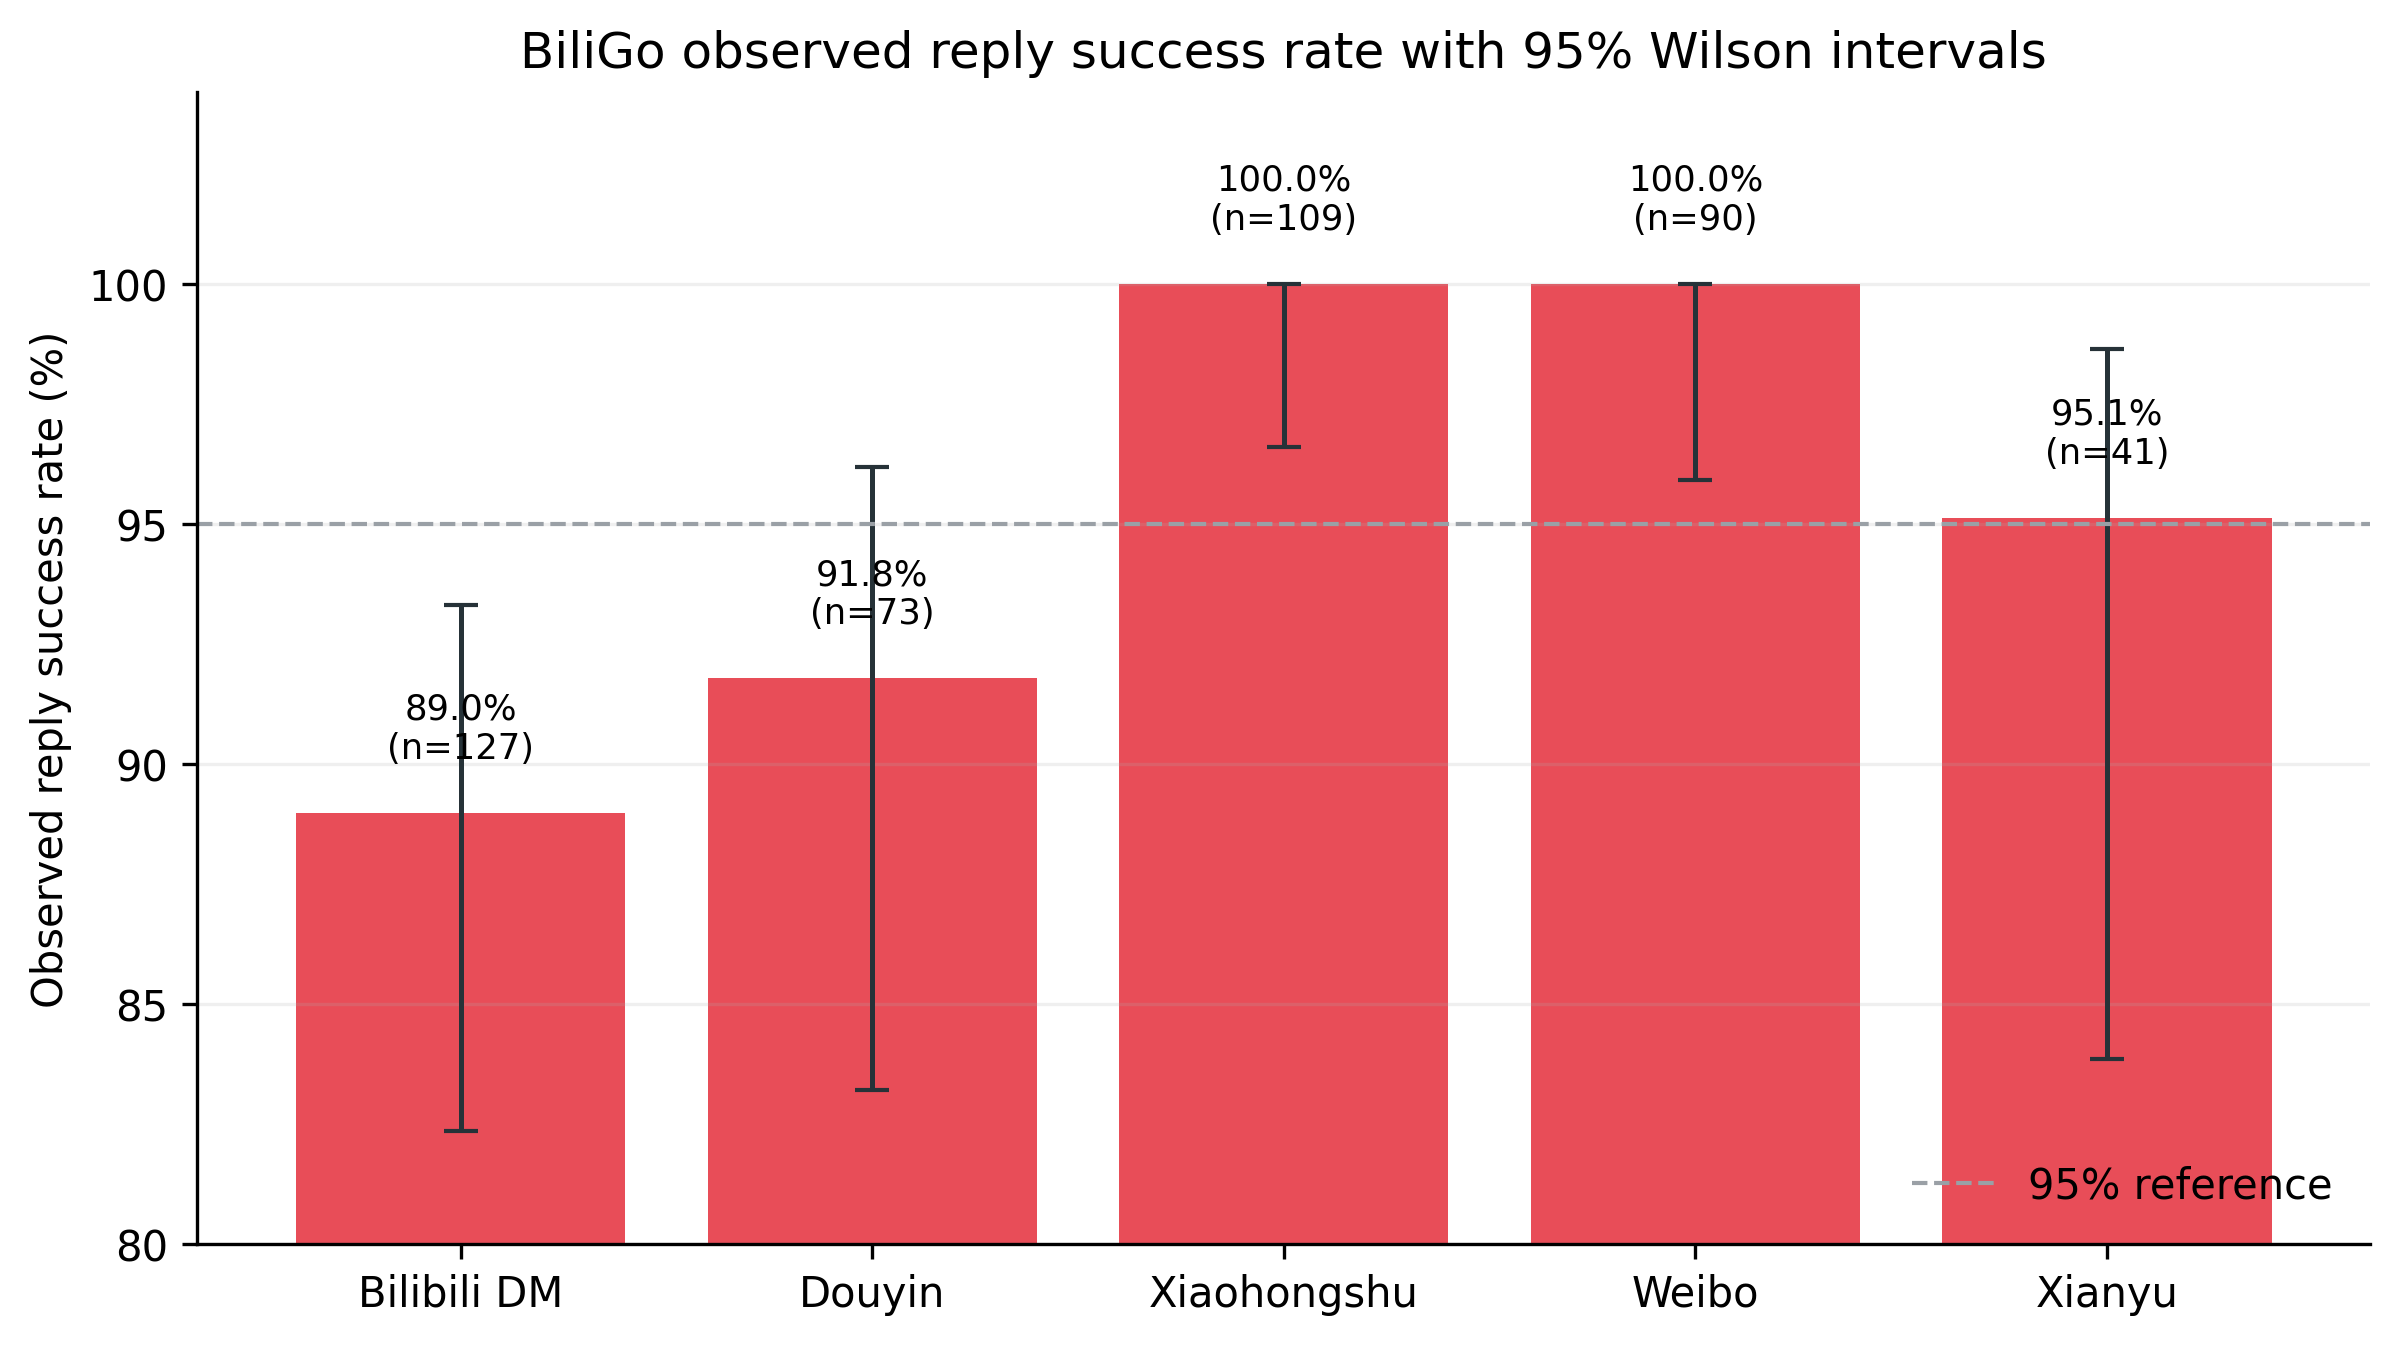 BiliGo observed reply success rate with 95% Wilson intervals
Observed reply success rate (%)
100
95
90
85
80
89.0%
(n=127)
91.8%
(n=73)
100.0%
(n=109)
100.0%
(n=90)
95.1%
(n=41)
95% reference
Bilibili DM
Douyin
Xiaohongshu
Weibo
Xianyu